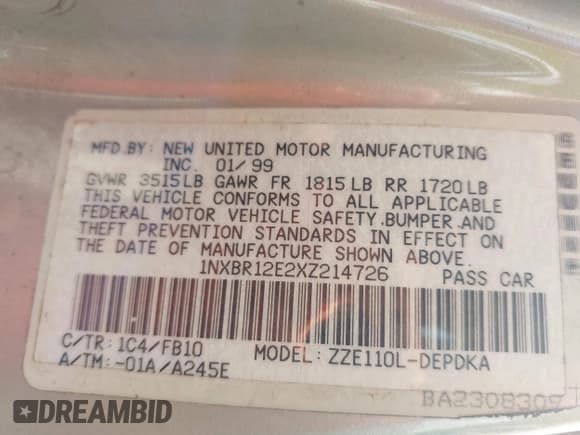 MFD.BY: NEW UNITED MOTOR MANUFACTURING
INC. 01/99
GVWR 3515LB GAWR FR 1815LB RR 1720LB
THIS VEHICLE CONFORMS TO ALL APPLICABLE
FEDERAL MOTOR VEHICLE SAFETY.BUMPER.AND
THEFT PREVENTION STANDARDS IN EFFECT ON
THE DATE OF MANUFACTURE SHOWN ABOVE.
1NXBR12E2XZ214726 PASS CAR
C/TR:1C4/FB10 MODEL: ZZE110L-DEPDKA
A/TM:-01A/A245E
BA2308309
DREAMBID